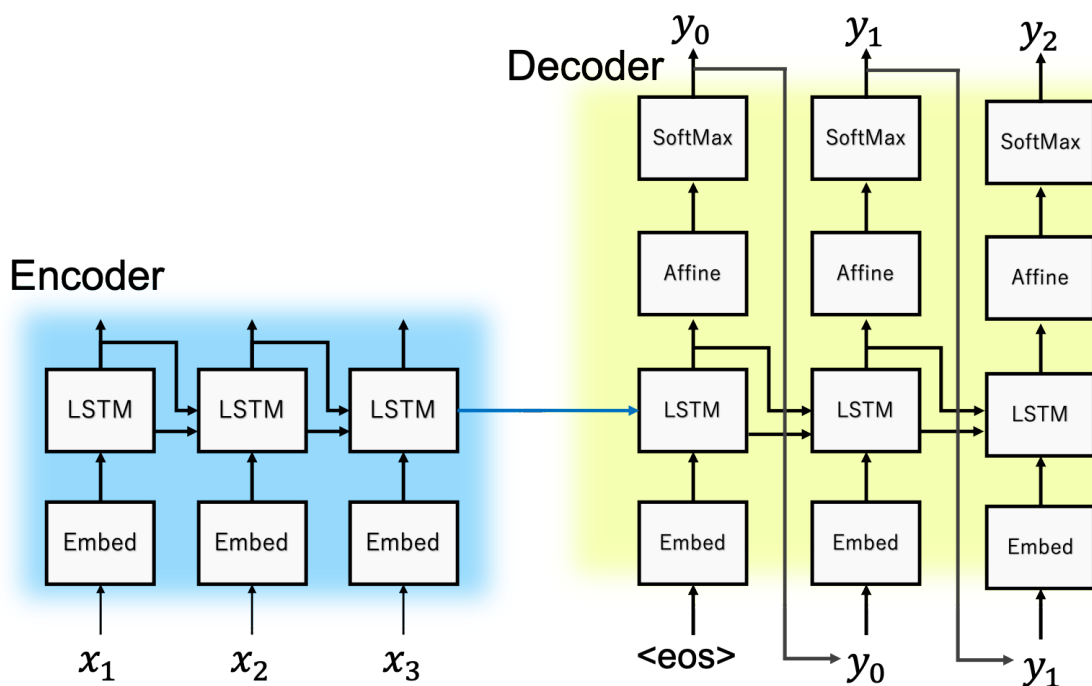 y₀ y₁ y₂
Decoder
SoftMax SoftMax SoftMax
Affine Affine Affine
Encoder
LSTM LSTM LSTM LSTM LSTM LSTM
Embed Embed Embed Embed Embed Embed
x₁ x₂ x₃ <eos> y₀ y₁